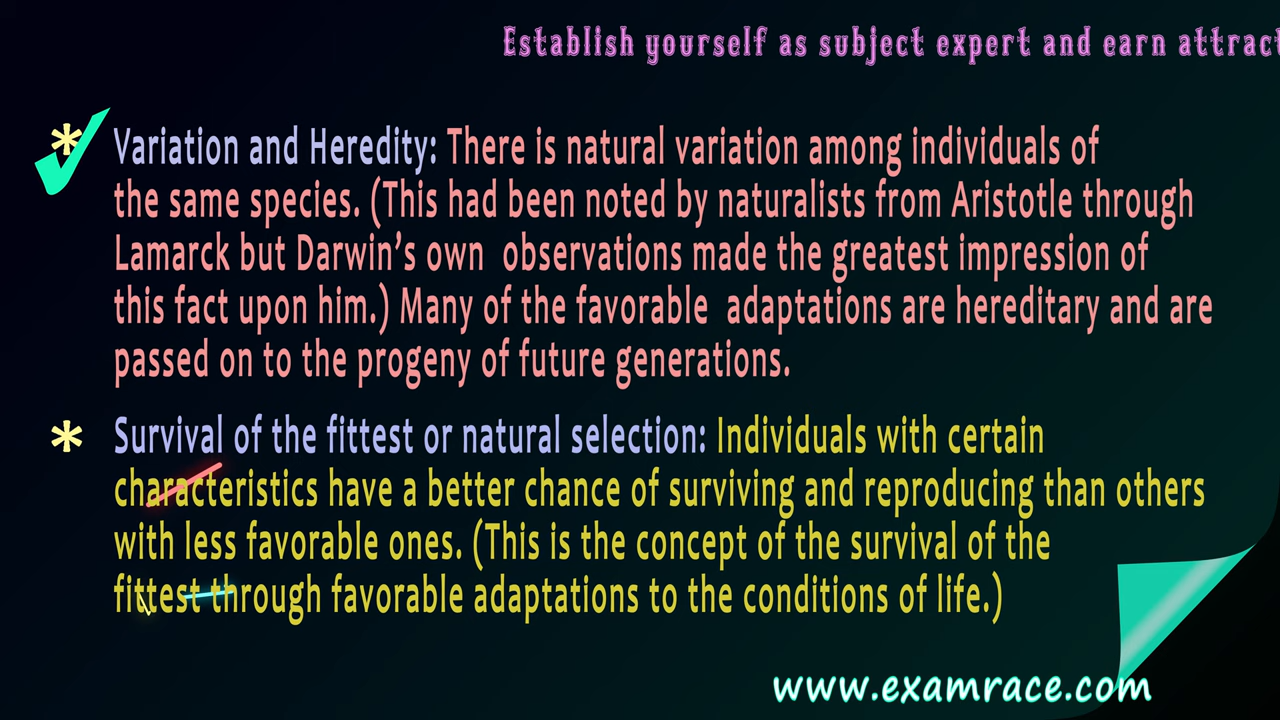 Establish yourself as subject expert and earn attract
* Variation and Heredity: There is natural variation among individuals of
the same species. (This had been noted by naturalists from Aristotle through
Lamarck but Darwin’s own observations made the greatest impression of
this fact upon him.) Many of the favorable adaptations are hereditary and are
passed on to the progeny of future generations.
* Survival of the fittest or natural selection: Individuals with certain
characteristics have a better chance of surviving and reproducing than others
with less favorable ones. (This is the concept of the survival of the
fittest through favorable adaptations to the conditions of life.)
www.examrace.com